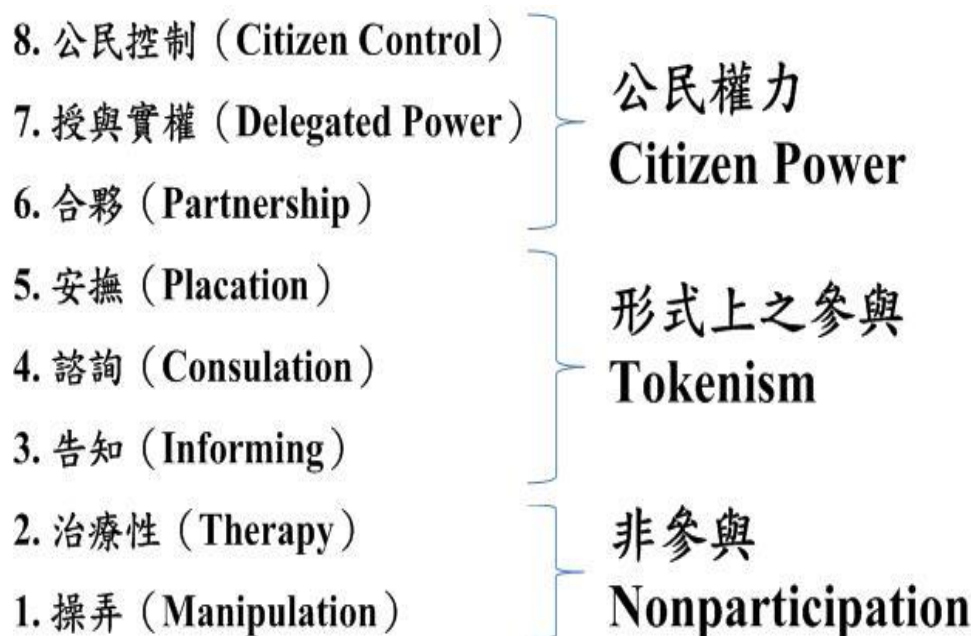 8. 公民控制（Citizen Control）
7. 授與實權（Delegated Power）
6. 合夥（Partnership）
公民權力
Citizen Power
5. 安撫（Placation）
4. 諮詢（Consulation）
3. 告知（Informing）
形式上之參與
Tokenism
2. 治療性（Therapy）
1. 操弄（Manipulation）
非參與
Nonparticipation